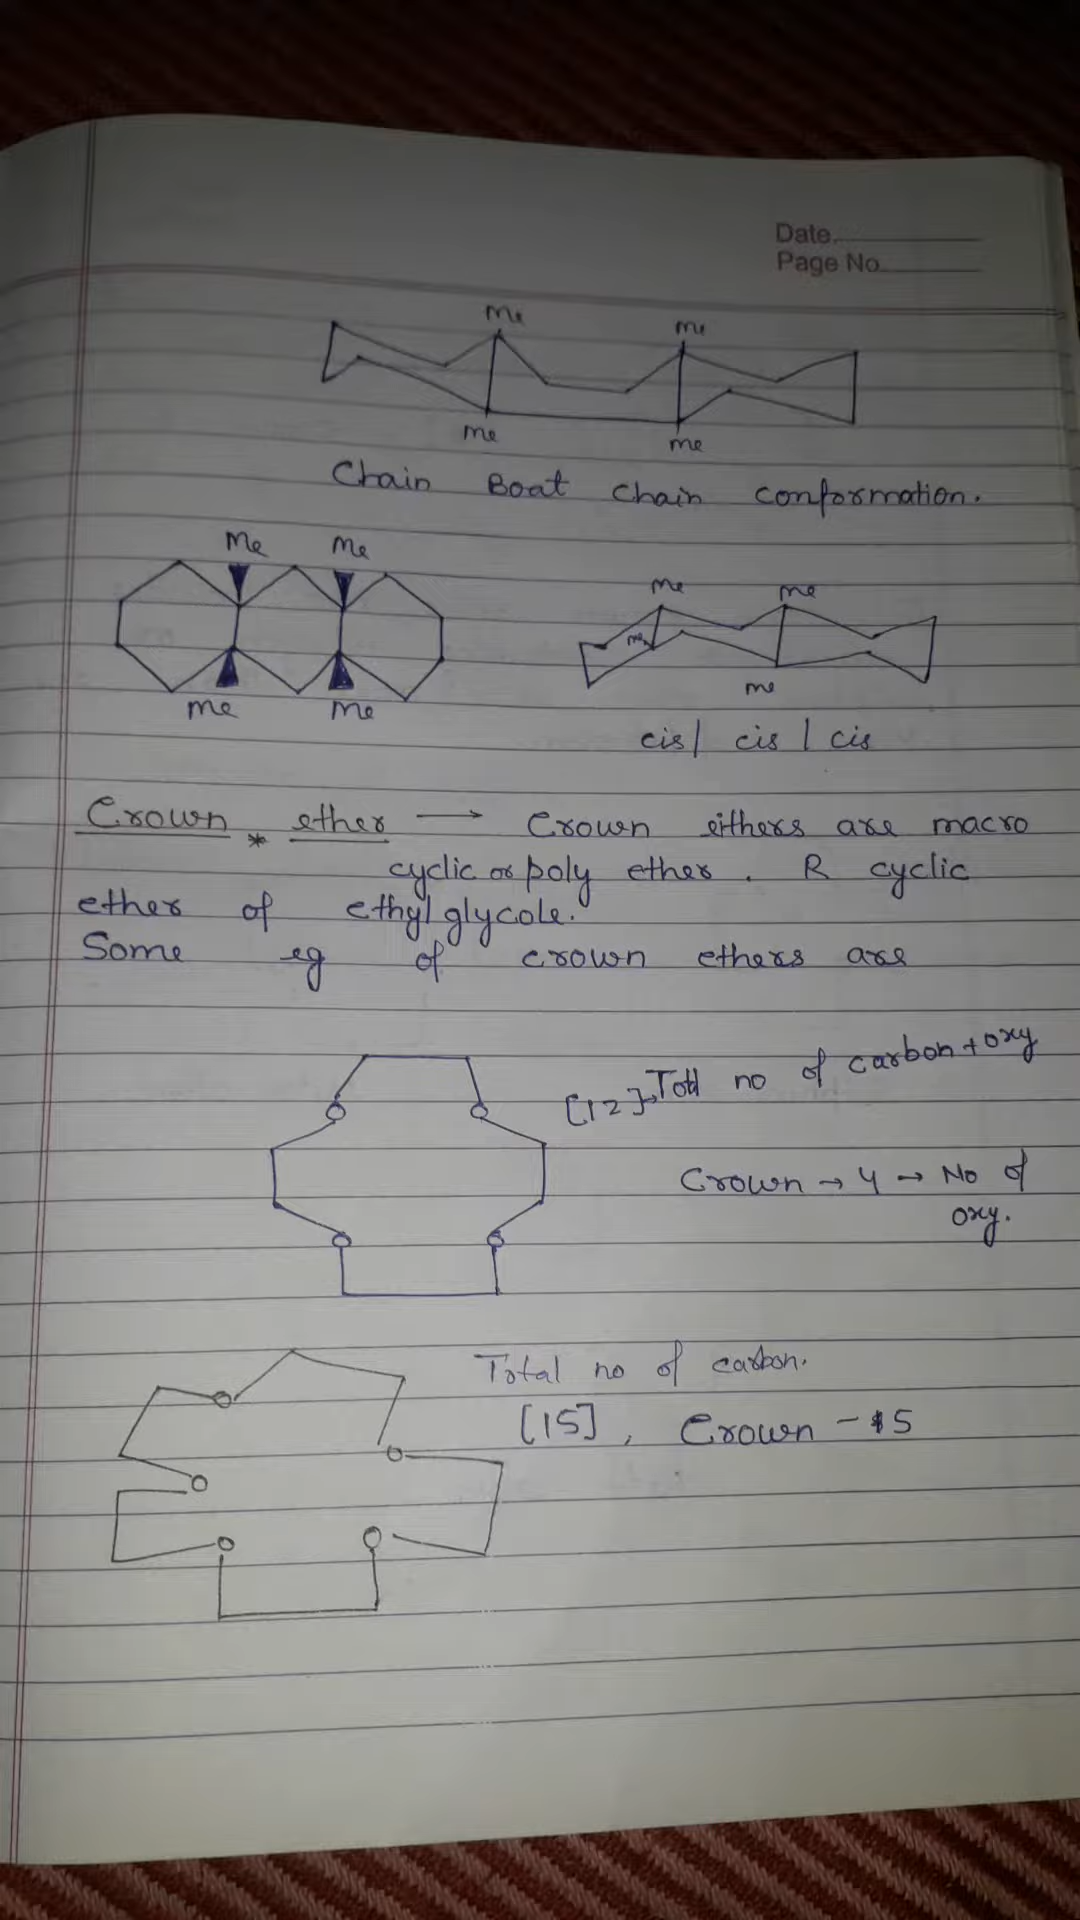 Date.
Page No.
Me Me
Me Me
Chain Boat Chain conformation.
Me Me
Me Me
Me Me
Me
Me
cis/ cis / cis
Crown * ether → Crown eithers are macro
cyclic or poly ether. R cyclic
ether of ethyl glycole.
Some eg of crown ethers are
[12]→ Total no of carbon + oxy
Crown → 4 → No of
oxy.
Total no of carbon.
[15], Crown - 5